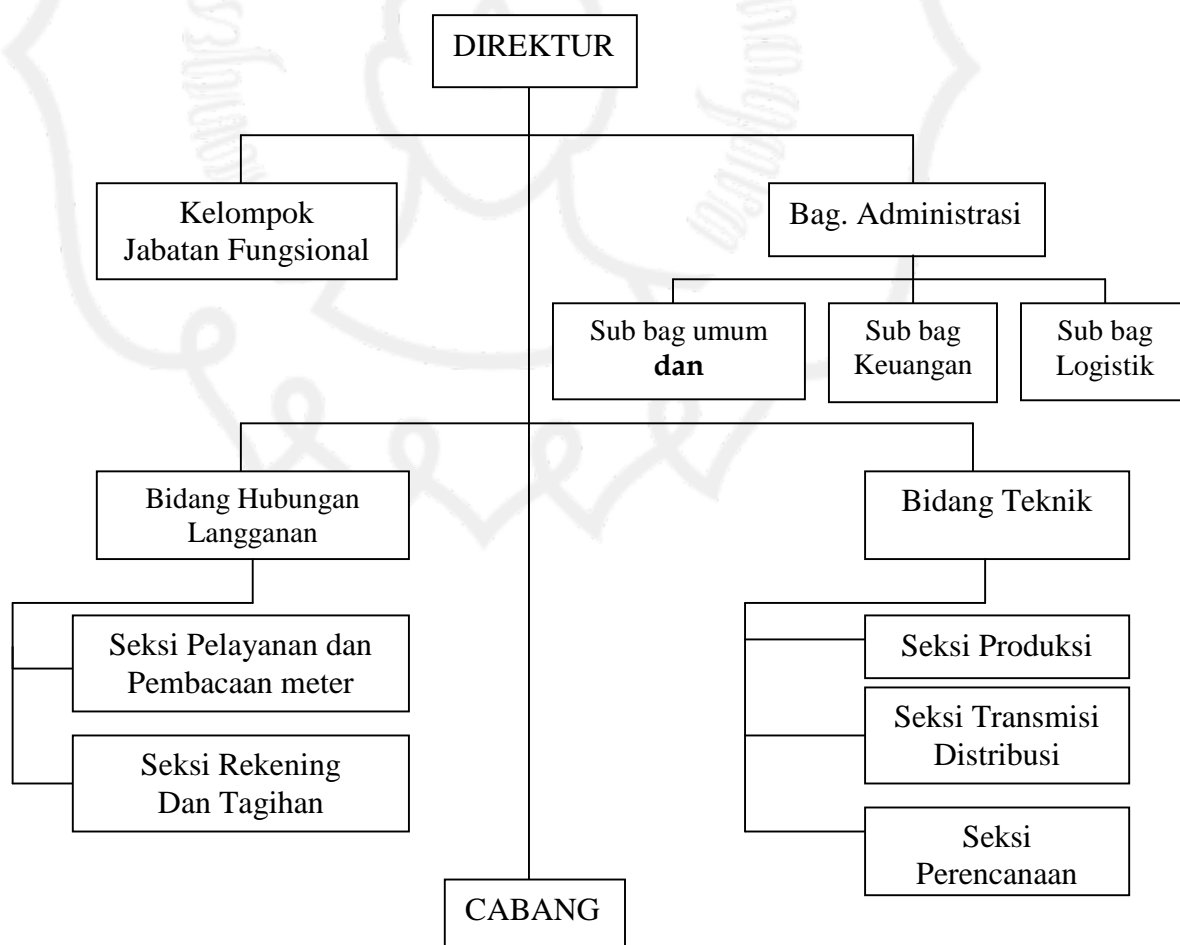 DIREKTUR
Kelompok
Jabatan Fungsional
Bag. Administrasi
Sub bag umum
dan
Sub bag
Keuangan
Sub bag
Logistik
Bidang Hubungan
Langganan
Bidang Teknik
Seksi Pelayanan dan
Pembacaan meter
Seksi Rekening
Dan Tagihan
Seksi Produksi
Seksi Transmisi
Distribusi
Seksi
Perencanaan
CABANG